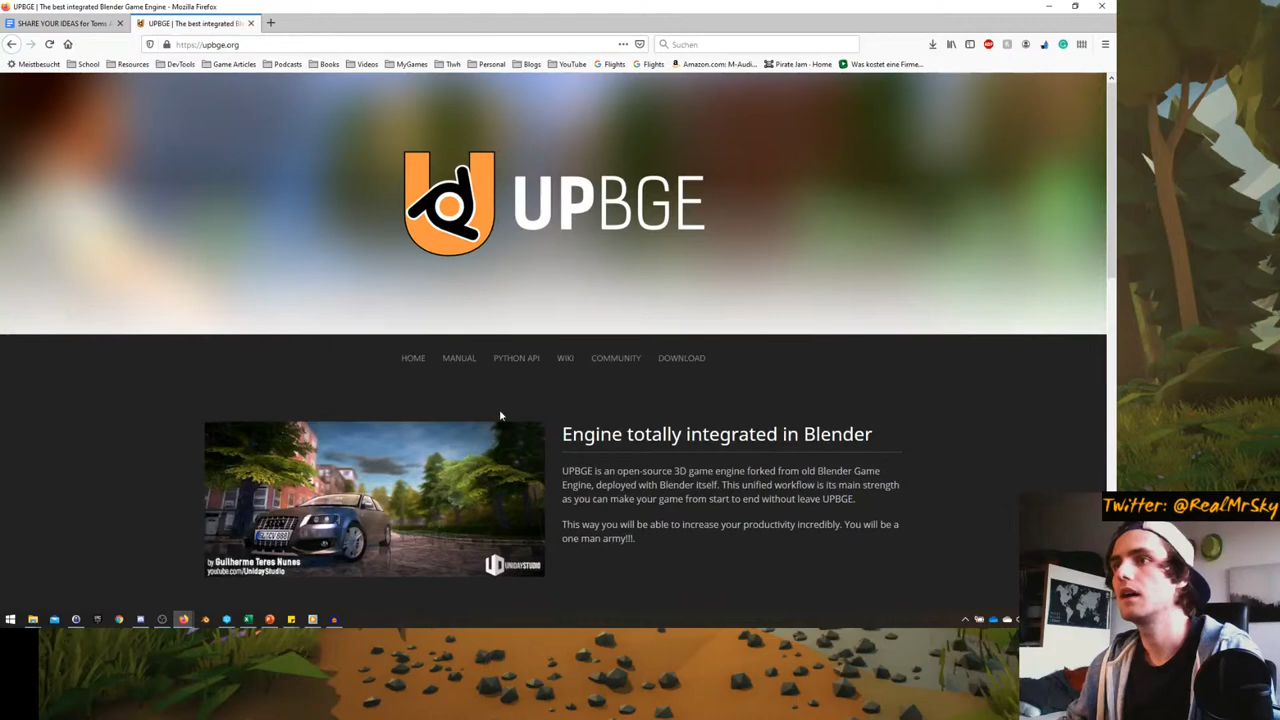 UPBGE | The best integrated Blender Game Engine - Mozilla Firefox
SHARE YOUR IDEAS for Toms
UPBGE | The best integrated Bl
https://upbge.org
Suchen
Meistbesucht School Resources DevTools Game Articles Podcasts Books Videos MyGames Thwh Personal Blogs YouTube Flights Flights Amazon.com: M-Audi... Pirate Jam - Home Was kostet eine Firme...
UPBGE
HOME MANUAL PYTHON API WIKI COMMUNITY DOWNLOAD
Engine totally integrated in Blender
UPBGE is an open-source 3D game engine forked from old Blender Game
Engine, deployed with Blender itself. This unified workflow is its main strength
as you can make your game from start to end without leave UPBGE.
This way you will be able to increase your productivity incredibly. You will be a
one man army!!!.
by Guilherme Teres Nunes
youtube.com/UnidayStudio
UNIDAYSTUDIO
Twitter: @RealMrSky